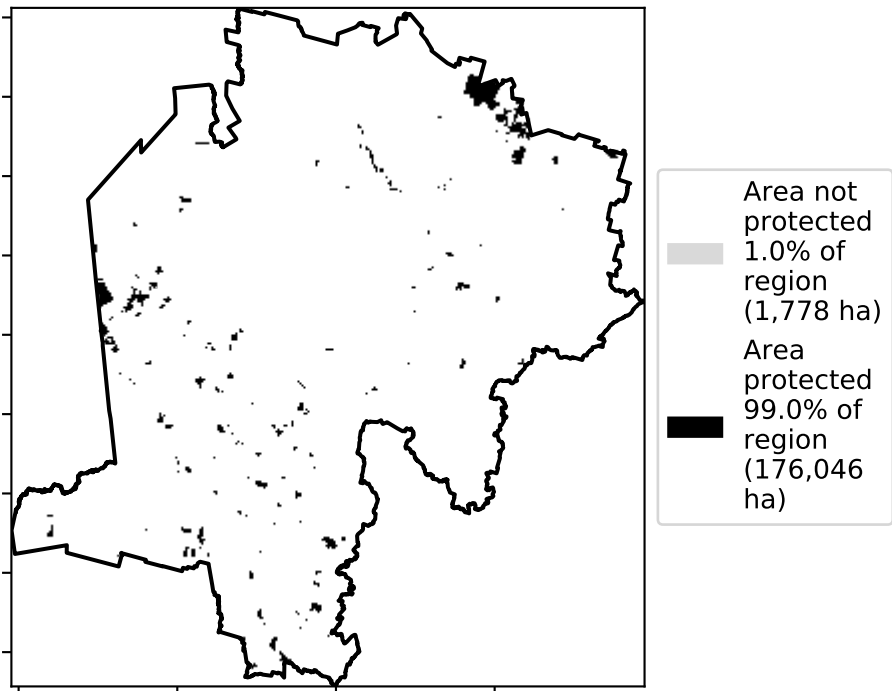 Area not
protected
1.0% of
region
(1,778 ha)
Area
protected
99.0% of
region
(176,046
ha)